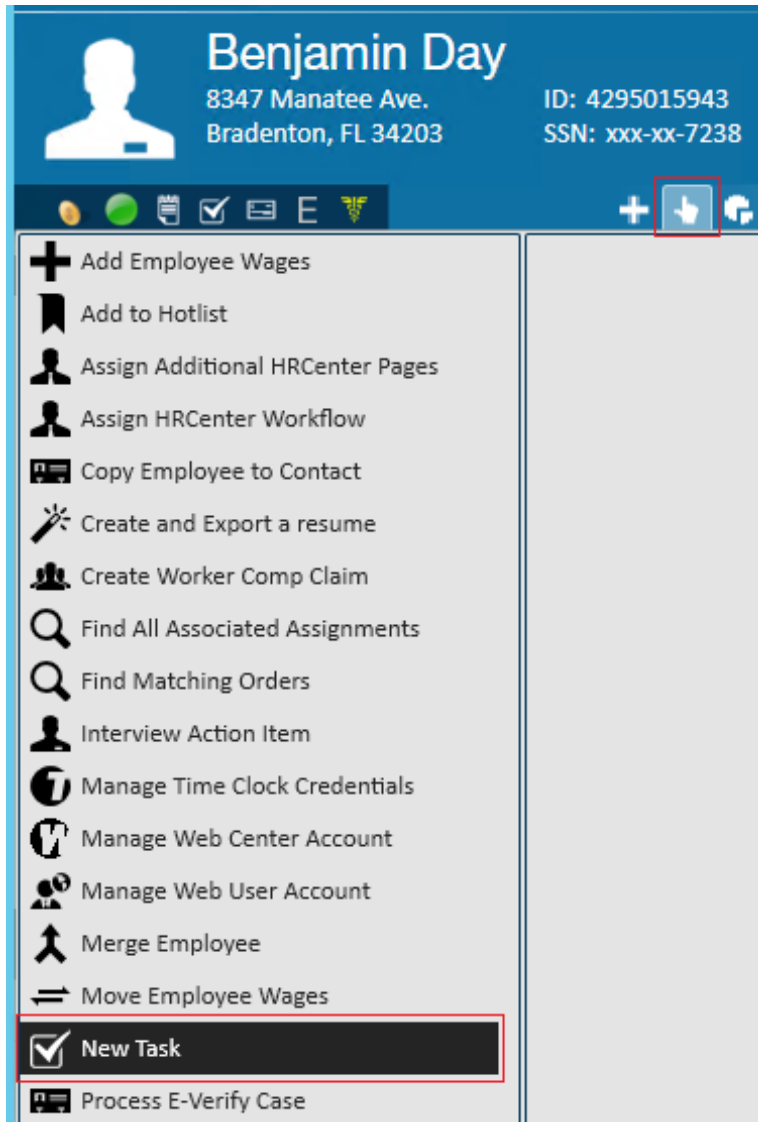 Benjamin Day
8347 Manatee Ave.
Bradenton, FL 34203
ID: 4295015943
SSN: xxx-xx-7238
E
Add Employee Wages
Add to Hotlist
Assign Additional HRCenter Pages
Assign HRCenter Workflow
Copy Employee to Contact
Create and Export a resume
Create Worker Comp Claim
Find All Associated Assignments
Find Matching Orders
Interview Action Item
Manage Time Clock Credentials
Manage Web Center Account
Manage Web User Account
Merge Employee
Move Employee Wages
New Task
Process E-Verify Case